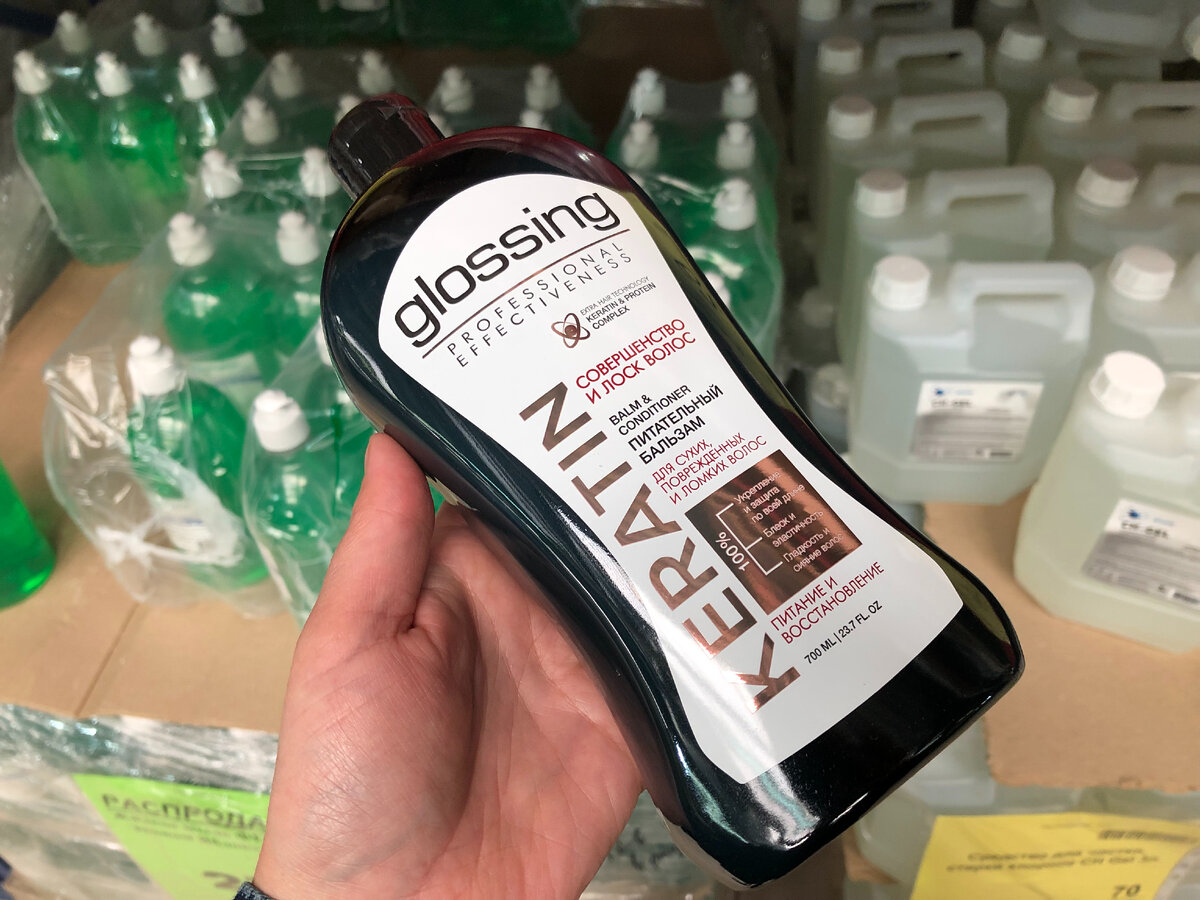 glossing
PROFESSIONAL
EFFECTIVENESS
EXTRA HAIR TECHNOLOGY
KERATIN & PROTEIN
COMPLEX
СОВЕРШЕНСТВО
И ЛОСК ВОЛОС
KERATIN
BALM &
CONDITIONER
ПИТАТЕЛЬНЫЙ
БАЛЬЗАМ
ДЛЯ СУХИХ,
ПОВРЕЖДЕННЫХ
И ЛОМКИХ ВОЛОС
100%
Укрепление
и защита
по всей длине
Блеск и
эластичность
Гладкость и
сияние волос
ПИТАНИЕ И
ВОССТАНОВЛЕНИЕ
700 ML | 23.7 FL. OZ
РАСПРОДА
Средство для
70